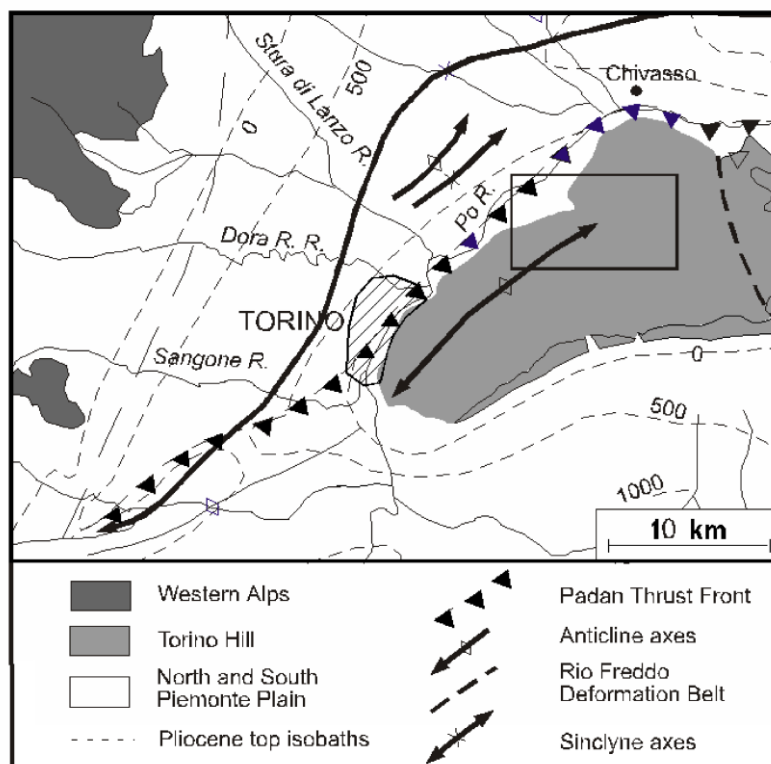 Chivasso
Stura di Lanzo R.
500
0
Po R.
Dora R. R.
TORINO
Sangone R.
0
500
1000
10 km
Western Alps
Torino Hill
North and South
Piemonte Plain
Pliocene top isobaths
Padan Thrust Front
Anticline axes
Rio Freddo
Deformation Belt
Sinclyne axes